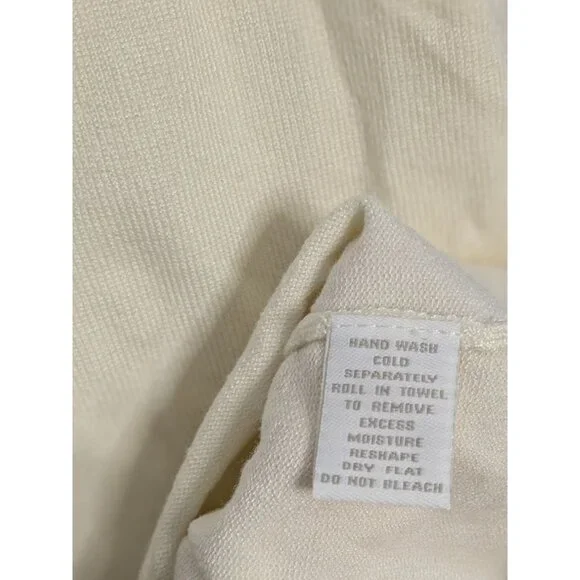 HAND WASH
COLD
SEPARATELY
ROLL IN TOWEL
TO REMOVE
EXCESS
MOISTURE
RESHAPE
DRY FLAT
DO NOT BLEACH